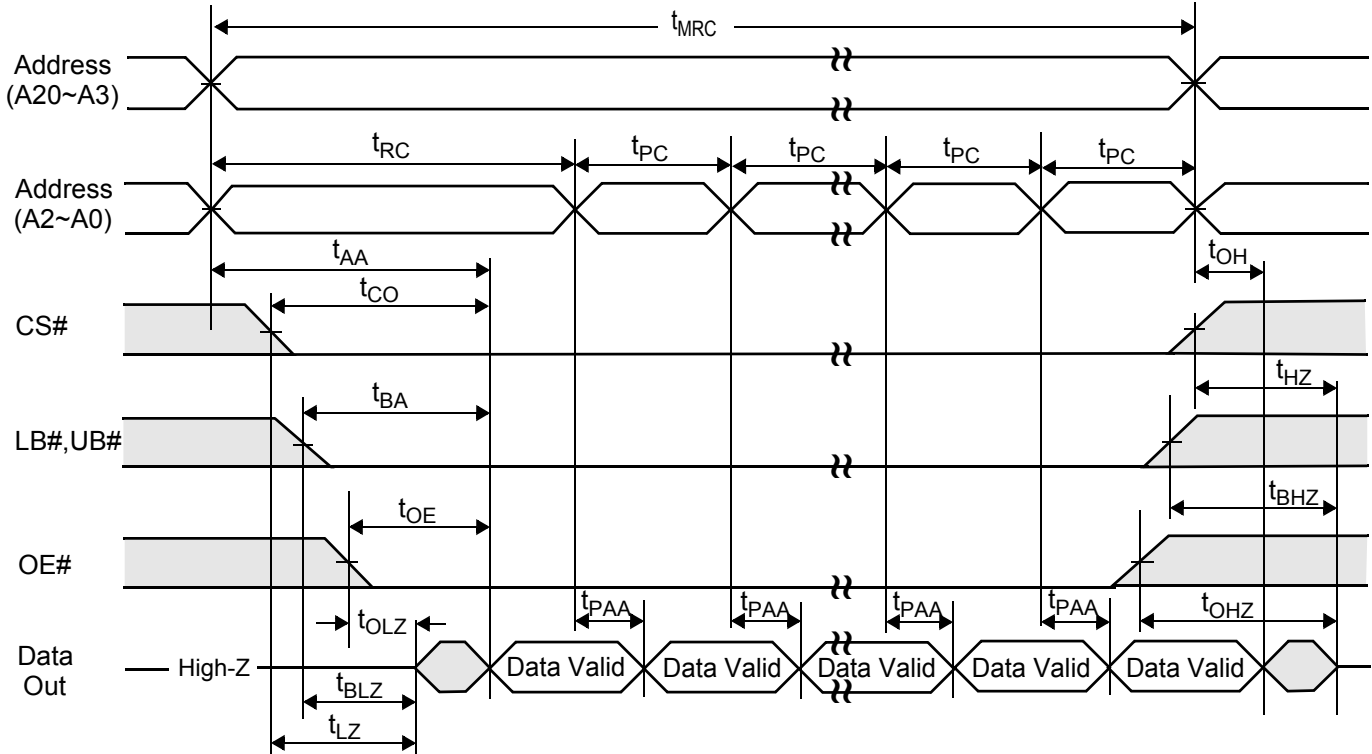 tMRC
Address
(A20~A3)
tRC
tPC
tPC
tPC
tPC
Address
(A2~A0)
tAA
tOH
tCO
CS#
tHZ
tBA
LB#,UB#
tBHZ
tOE
OE#
tOLZ
tPAA
tPAA
tPAA
tPAA
tOHZ
Data
Out
High-Z
Data Valid
Data Valid
Data Valid
Data Valid
Data Valid
tBLZ
tLZ